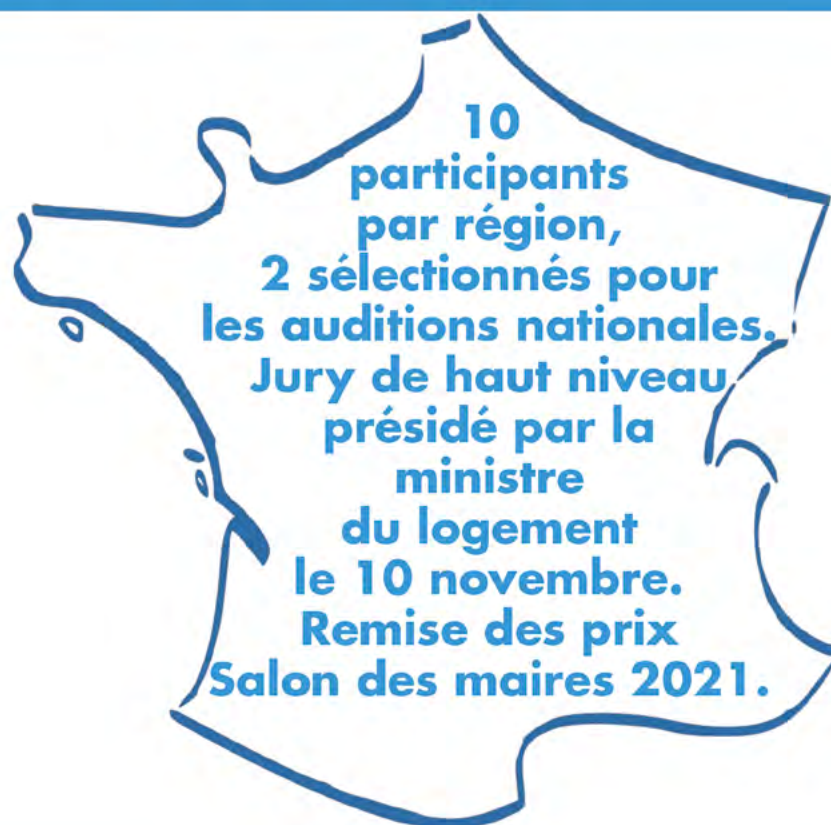 10
participants
par région,
2 sélectionnés pour
les auditions nationales.
Jury de haut niveau
présidé par la
ministre
du logement
le 10 novembre.
Remise des prix
Salon des maires 2021.